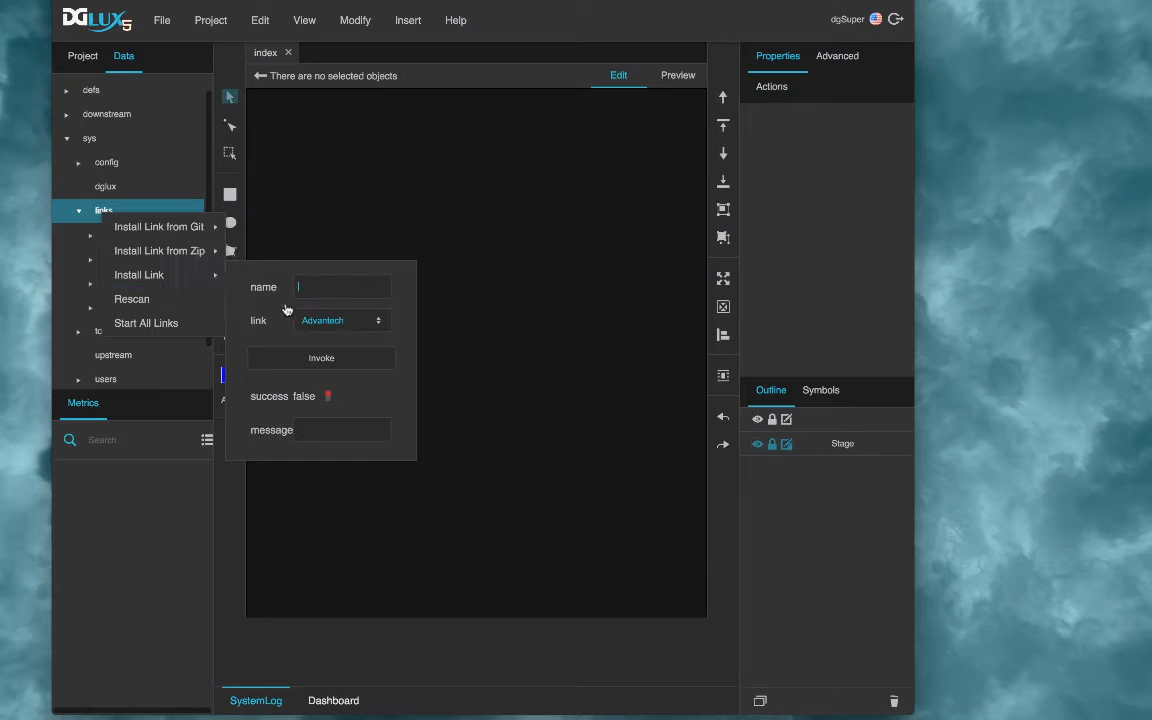 DGLUX5 File Project Edit View Modify Insert Help dgSuper
Project Data
index
Properties Advanced
There are no selected objects
Edit Preview
Actions
defs
downstream
sys
config
dglux
links
Install Link from Git
Install Link from Zip
Install Link
Rescan
Start All Links
name
link Advantech
Invoke
success false
message
upstream
users
Metrics
Search
Outline Symbols
Stage
SystemLog Dashboard